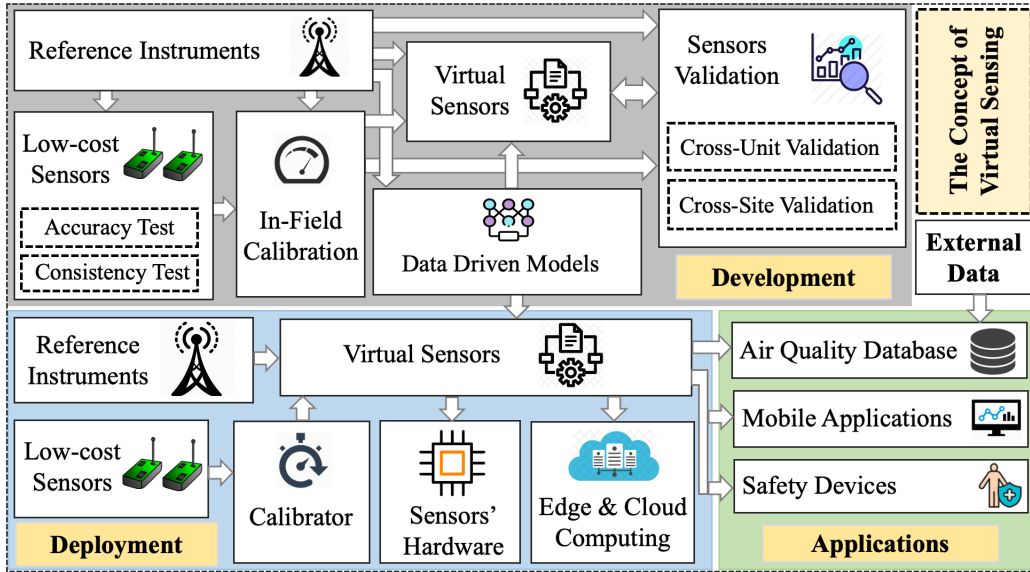 Reference Instruments
Low-cost
Sensors
Accuracy Test
Consistency Test
In-Field
Calibration
Virtual
Sensors
Data Driven Models
Sensors
Validation
Cross-Unit Validation
Cross-Site Validation
Development
The Concept of
Virtual Sensing
External
Data
Reference
Instruments
Low-cost
Sensors
Deployment
Virtual Sensors
Calibrator
Sensors’
Hardware
Edge & Cloud
Computing
Air Quality Database
Mobile Applications
Safety Devices
Applications